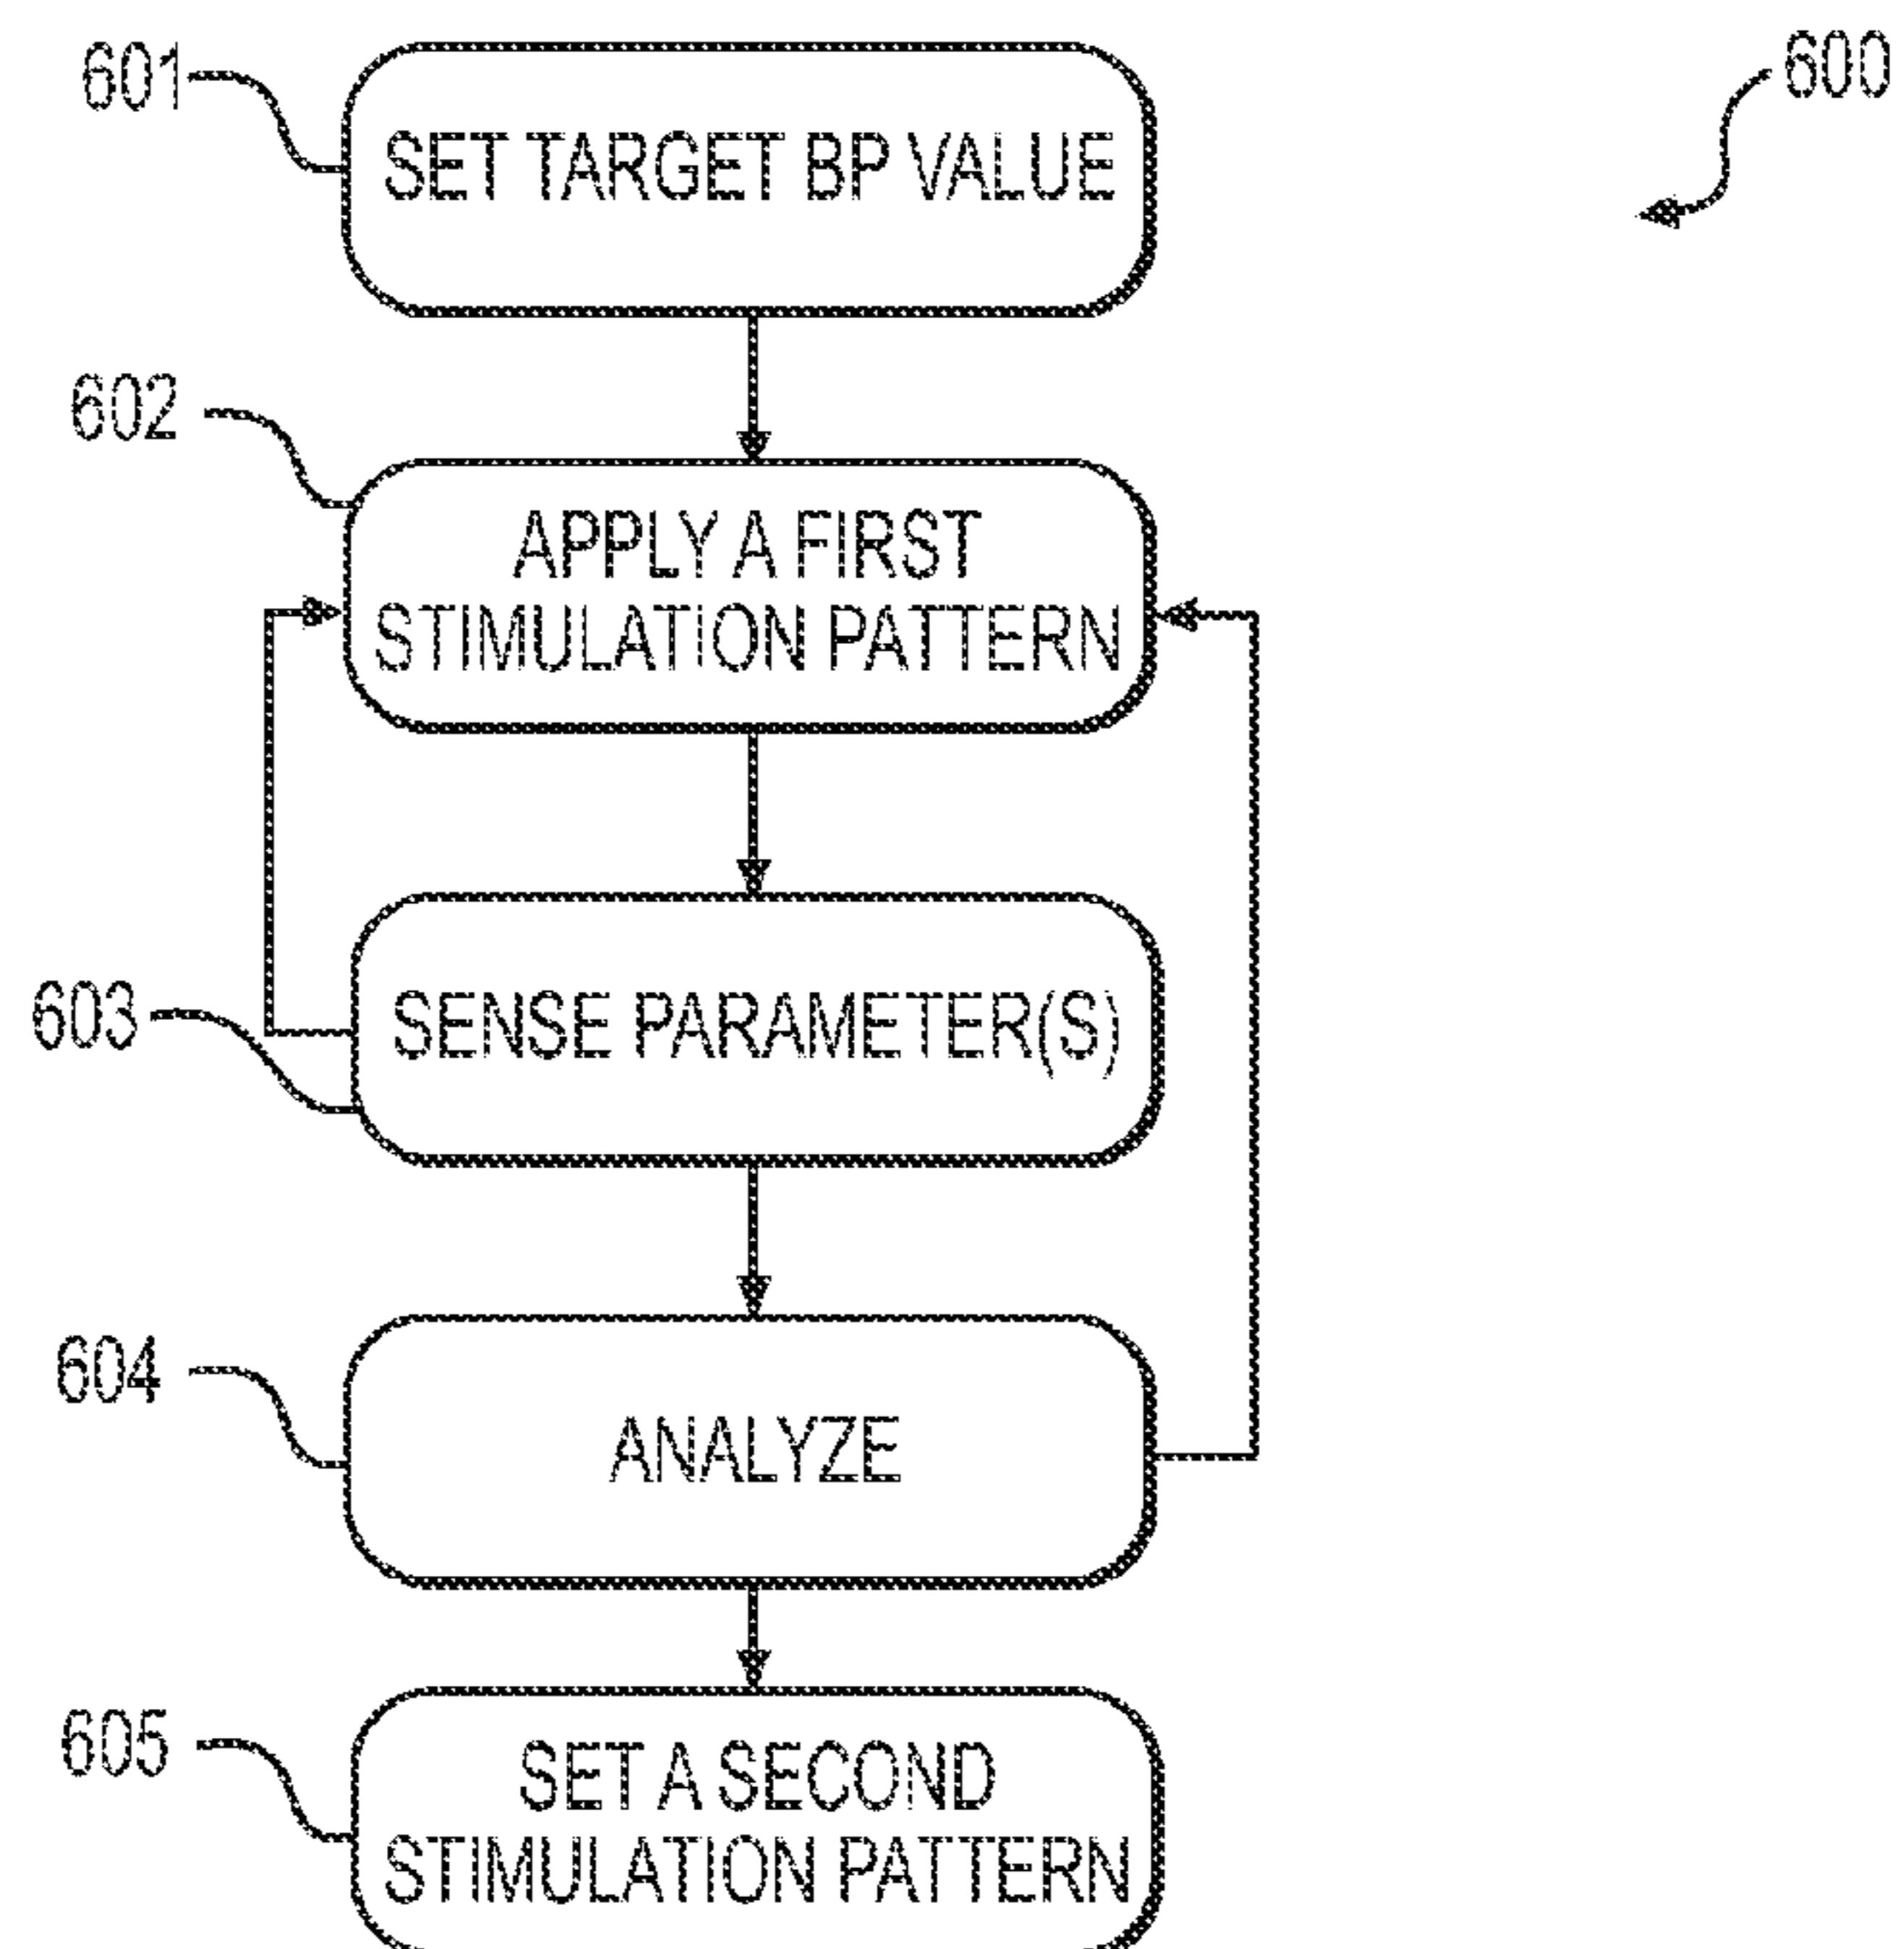 601
SET TARGET BP VALUE
600
602
APPLY A FIRST
STIMULATION PATTERN
603
SENSE PARAMETER(S)
604
ANALYZE
605
SET A SECOND
STIMULATION PATTERN